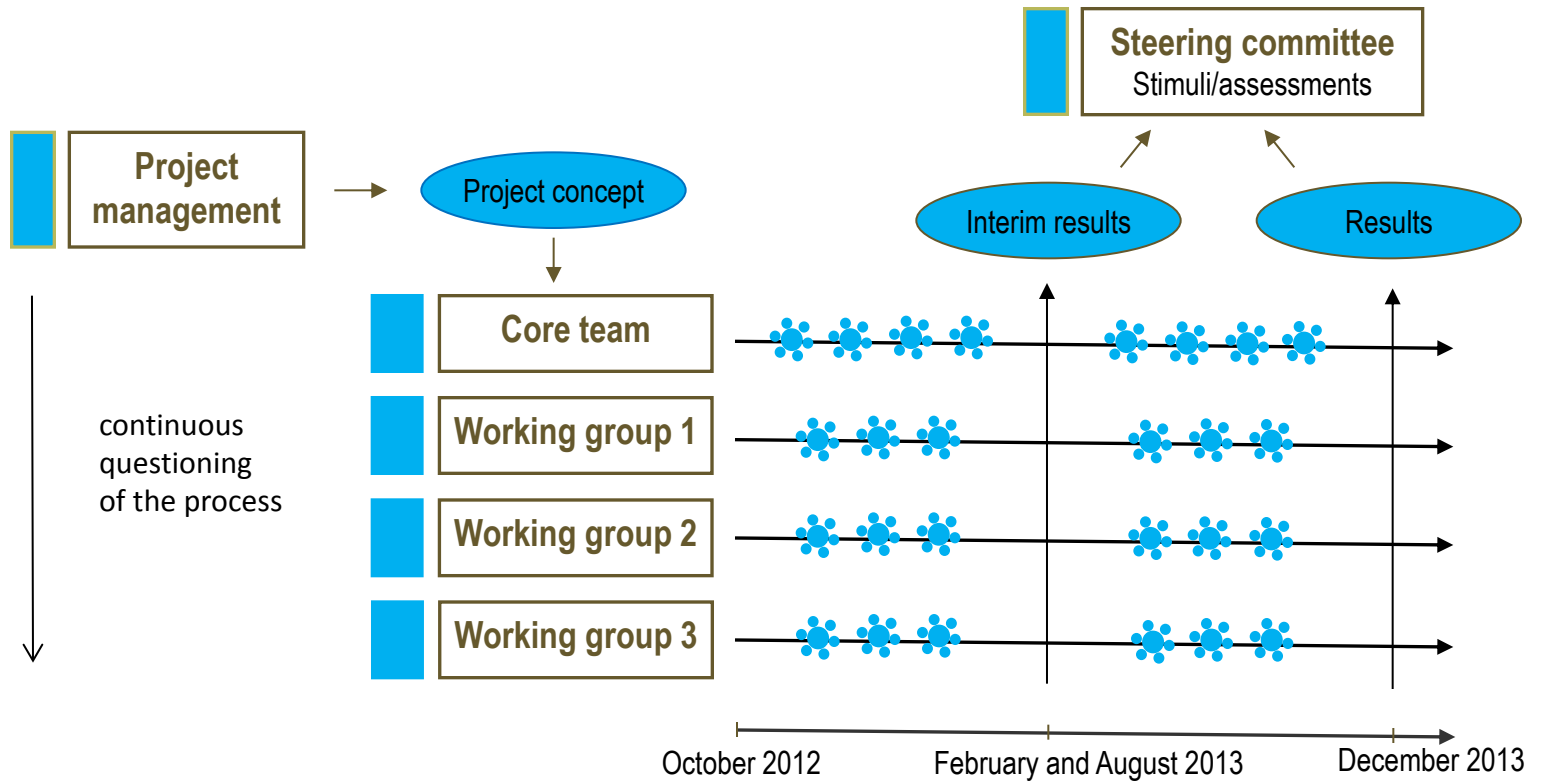 Steering committee
Stimuli/assessments
Project
management
Project concept
Interim results
Results
Core team
Working group 1
continuous
questioning
of the process
Working group 2
Working group 3
October 2012
February and August 2013
December 2013